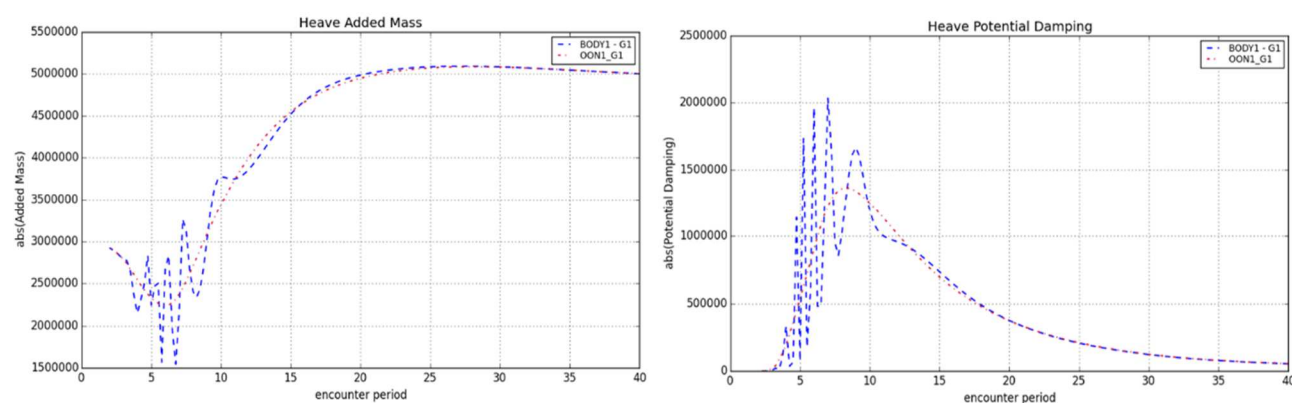 Heave Added Mass
BODY1 - G1
OON1_G1
5500000
5000000
4500000
4000000
3500000
3000000
2500000
2000000
1500000
abs(Added Mass)
0 5 10 15 20 25 30 35 40
encounter period
Heave Potential Damping
BODY1 - G1
OON1_G1
2500000
2000000
1500000
1000000
500000
0
abs(Potential Damping)
0 5 10 15 20 25 30 35 40
encounter period